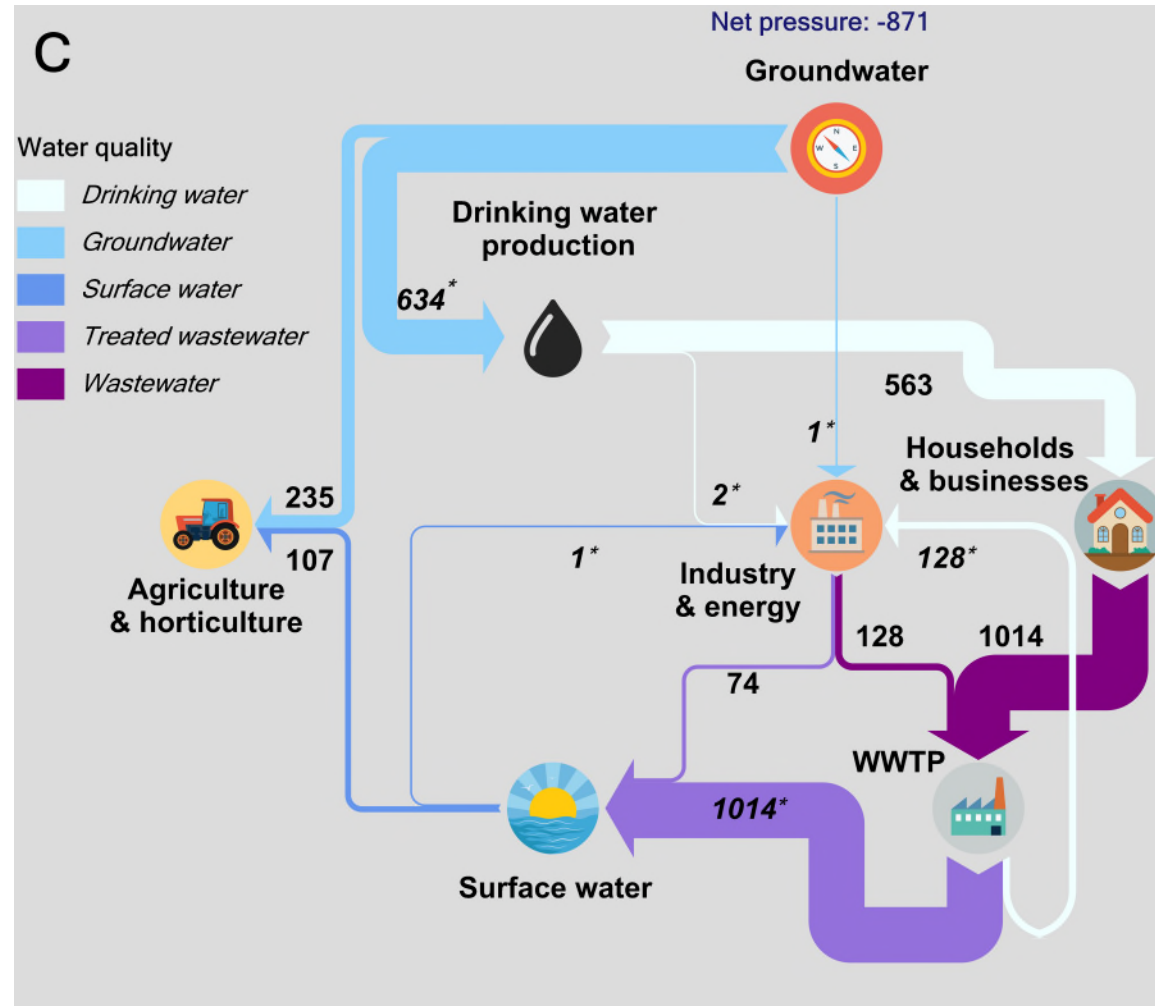 C
Net pressure: -871
Groundwater
N
W E
S
Water quality
Drinking water
Groundwater
Surface water
Treated wastewater
Wastewater
Drinking water
production
634*
563
1*
Households
& businesses
235
2*
107
1*
128*
Agriculture
& horticulture
Industry
& energy
128
1014
74
WWTP
1014*
Surface water